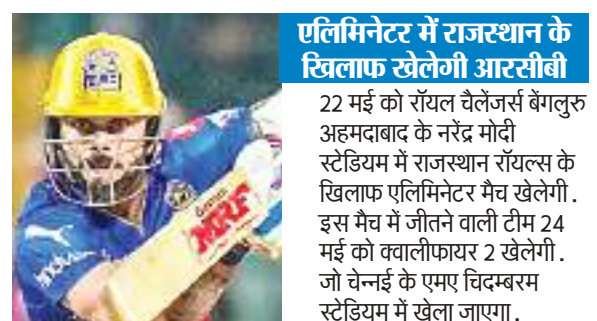 एलिमिनेटर में राजस्थान के
खिलाफ खेलेगी आरसीबी
22 मई को रॉयल चैलेंजर्स बेंगलुरु
अहमदाबाद के नरेंद्र मोदी
स्टेडियम में राजस्थान रॉयल्स के
खिलाफ एलिमिनेटर मैच खेलेगी.
इस मैच में जीतने वाली टीम 24
मई को क्वालीफायर 2 खेलेगी.
जो चेन्नई के एमए चिदम्बरम
स्टेडियम में खेला जाएगा.
MRF